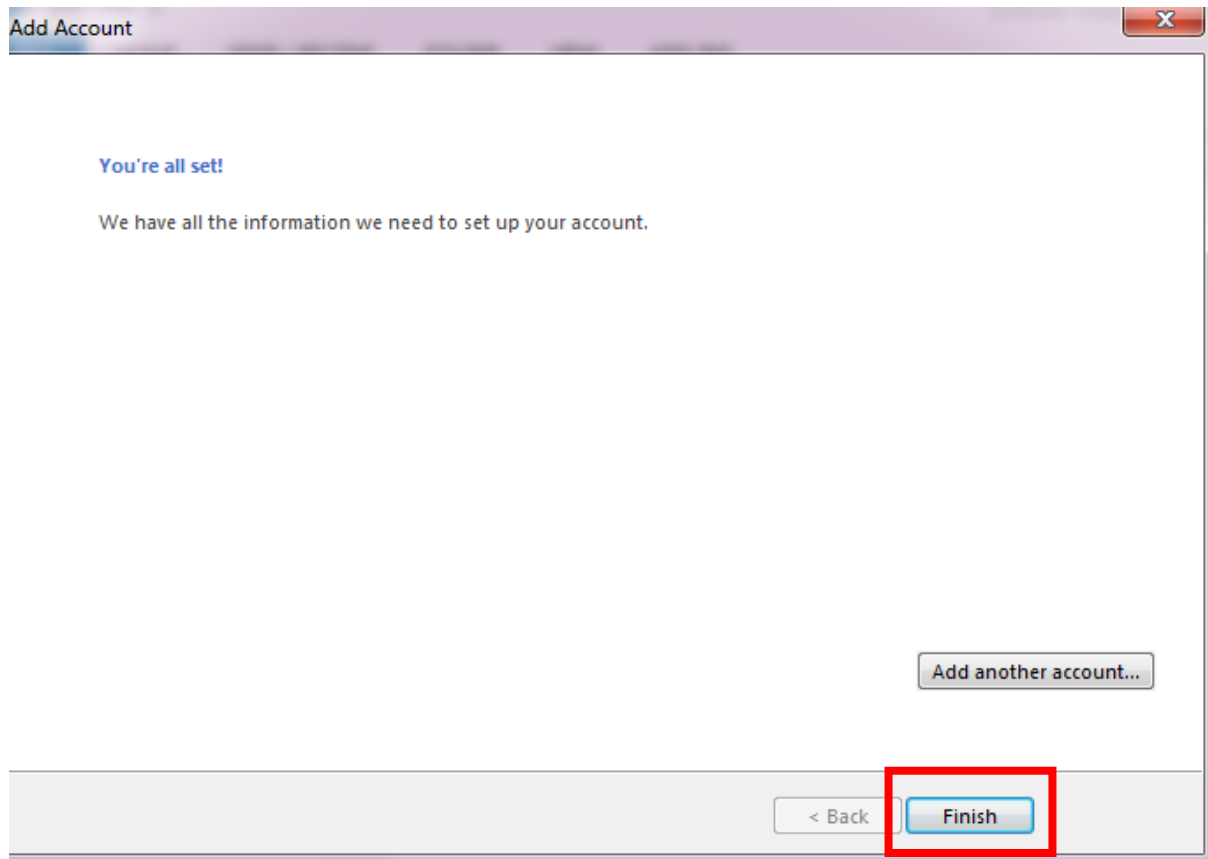 Add Account
X
You're all set!
We have all the information we need to set up your account.
Add another account...
< Back
Finish